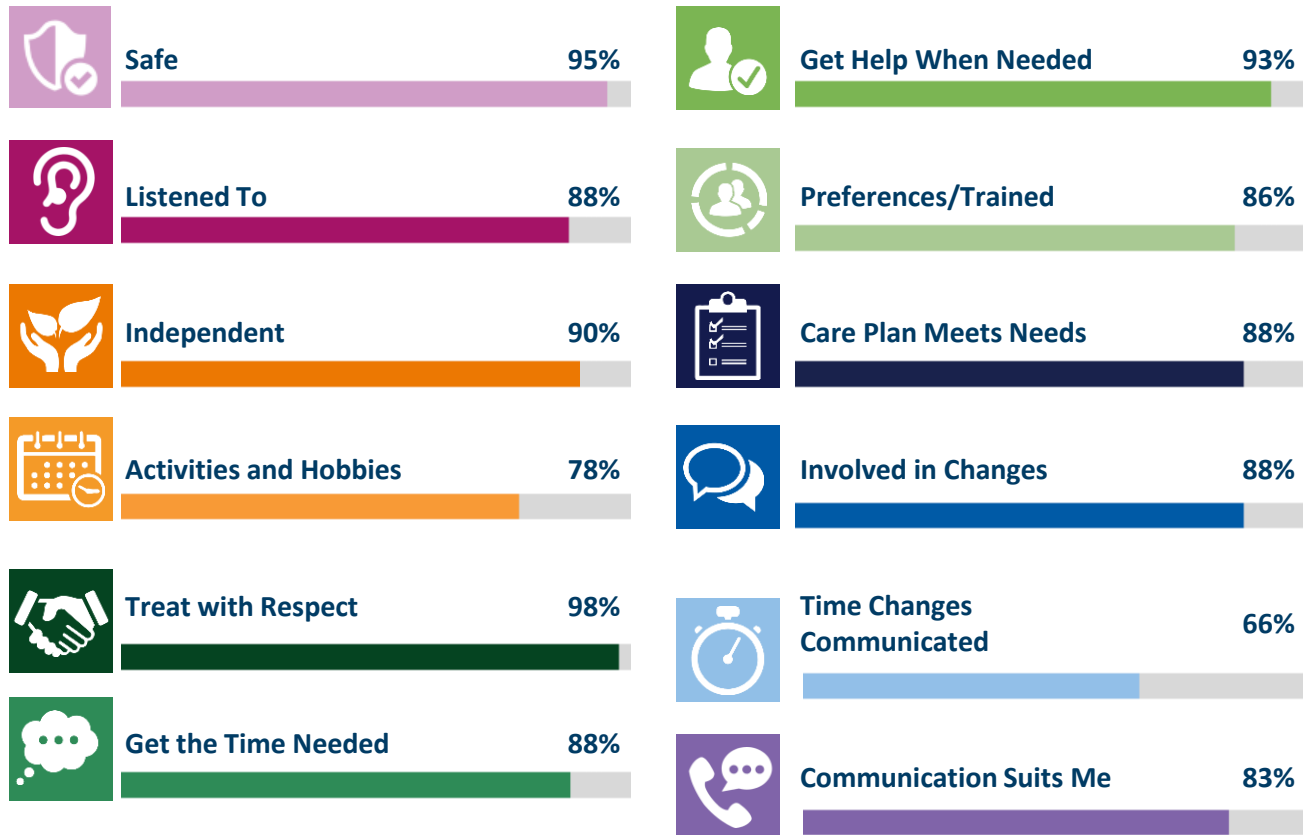 Safe 95%
Listened To 88%
Independent 90%
Activities and Hobbies 78%
Treat with Respect 98%
Get the Time Needed 88%
Get Help When Needed 93%
Preferences/Trained 86%
Care Plan Meets Needs 88%
Involved in Changes 88%
Time Changes
Communicated 66%
Communication Suits Me 83%